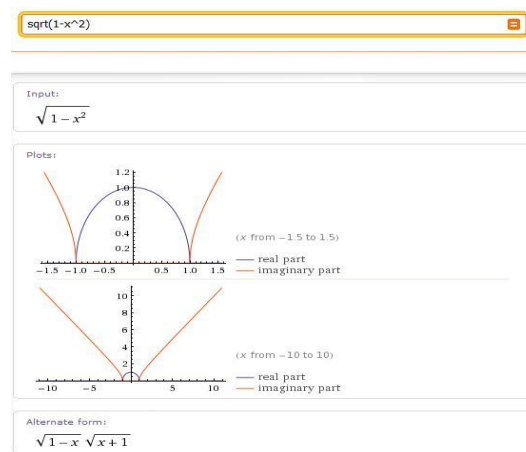 sqrt(1-x^2)
Input:
√(1 − x²)
Plots:
1.2
1.0
0.8
0.6
0.4
0.2
−1.5 −1.0 −0.5 0.5 1.0 1.5
(x from −1.5 to 1.5)
real part
imaginary part
10
8
6
4
2
−10 −5 5 10
(x from −10 to 10)
real part
imaginary part
Alternate form:
√(1 − x) √(x + 1)